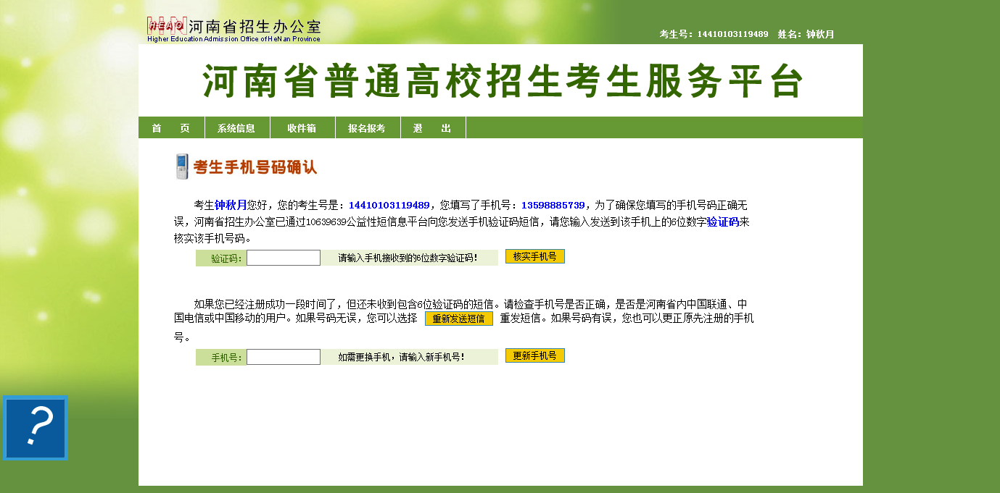 HEAO 河南省招生办公室
Higher Education Admission Office of HeNan Province
考生号：14410103119489 姓名：钟秋月
河南省普通高校招生考生服务平台
首 页 系统信息 收件箱 报名报考 退 出
考生手机号码确认
考生钟秋月您好，您的考生号是：14410103119489，您填写了手机号：13598885739，为了确保您填写的手机号码正确无
误，河南省招生办公室已通过10639639公益性短信息平台向您发送手机验证码短信，请您输入发送到该手机上的6位数字验证码来
核实该手机号码。
验证码： 请输入手机接收到的6位数字验证码！ 核实手机号
如果您已经注册成功一段时间了，但还未收到包含6位验证码的短信。请检查手机号是否正确，是否是河南省内中国联通、中
国电信或中国移动的用户。如果号码无误，您可以选择 重新发送短信 重发短信。如果号码有误，您也可以更正原先注册的手机
号。
手机号： 如需更换手机，请输入新手机号！ 更新手机号
?